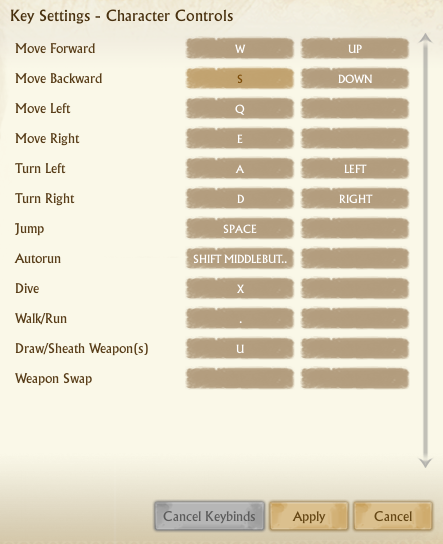 Key Settings - Character Controls
Move Forward W UP
Move Backward S DOWN
Move Left Q
Move Right E
Turn Left A LEFT
Turn Right D RIGHT
Jump SPACE
Autorun SHIFT MIDDLEBUT..
Dive X
Walk/Run .
Draw/Sheath Weapon(s) U
Weapon Swap
Cancel Keybinds Apply Cancel